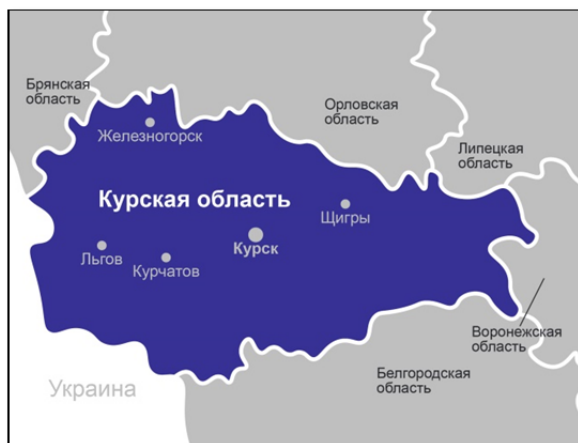 Брянская
область
Орловская
область
Железногорск
Липецкая
область
Курская область
Щигры
Курск
Льгов
Курчатов
Воронежская
область
Белгородская
область
Украина